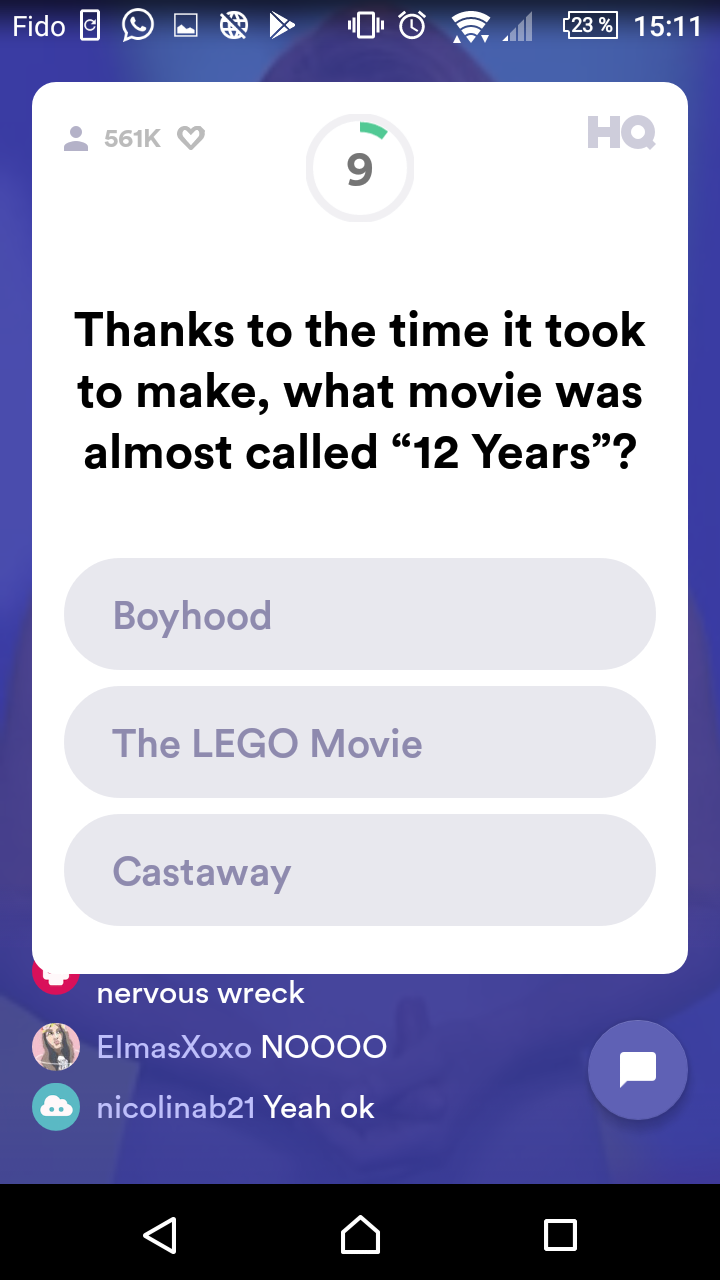 Fido 23 % 15:11
561K 9 HQ
Thanks to the time it took
to make, what movie was
almost called “12 Years”?
Boyhood
The LEGO Movie
Castaway
nervous wreck
ElmasXoxo NOOOO
nicolinab21 Yeah ok